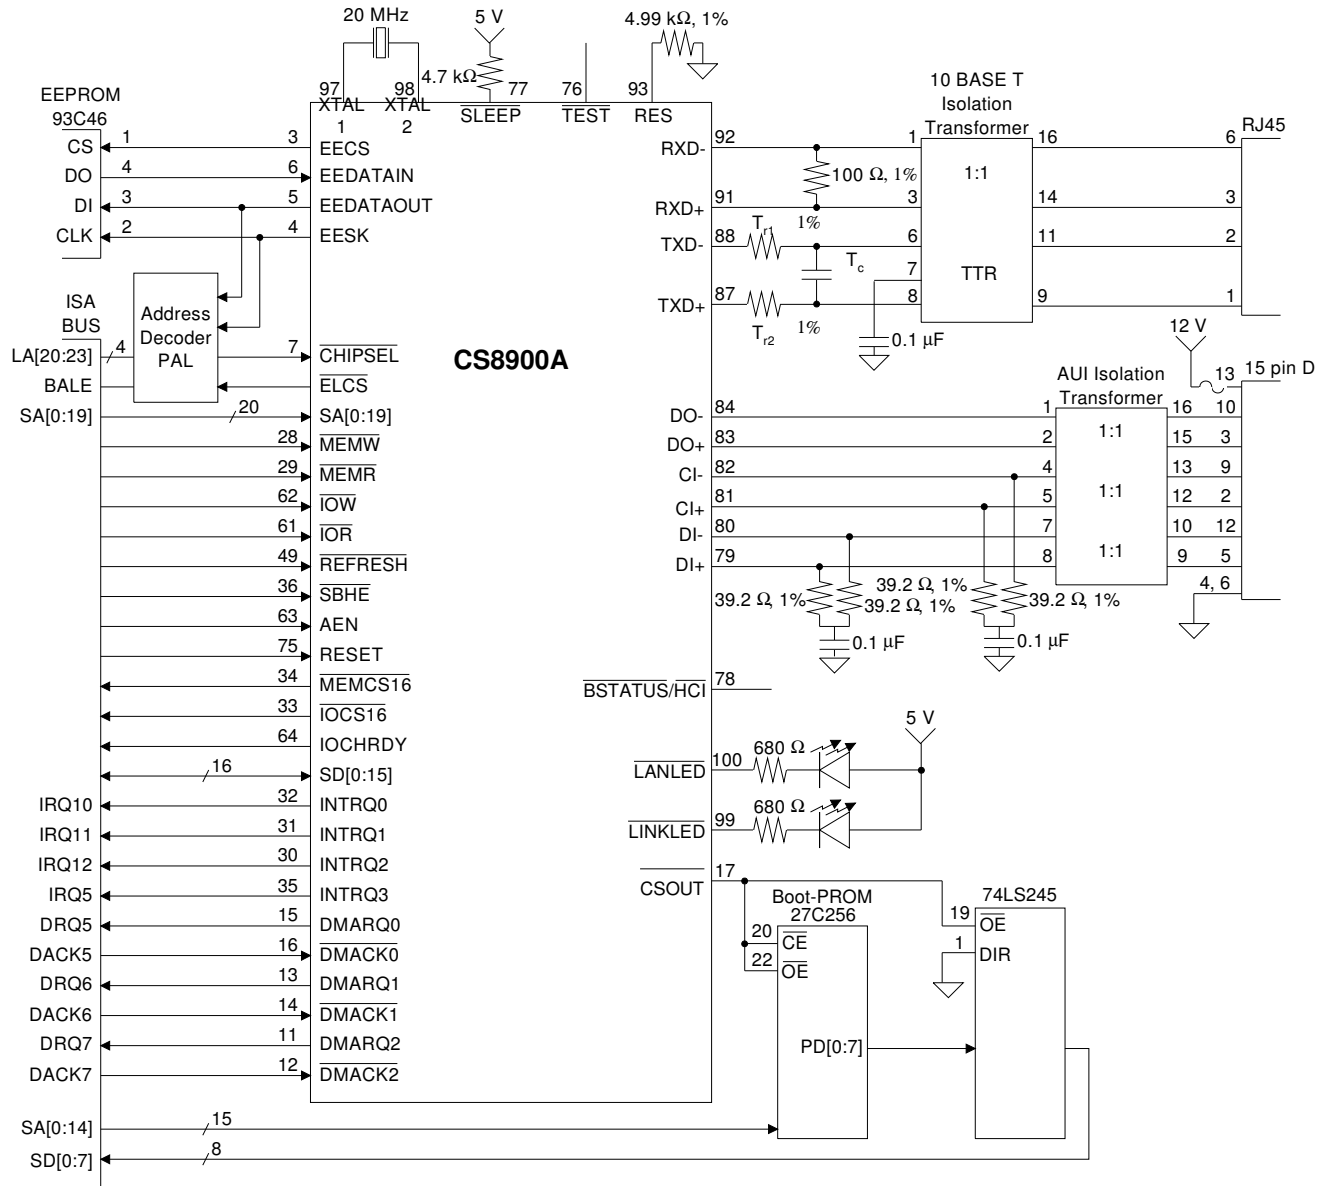 20 MHz
5 V
4.99 kΩ, 1%
4.7 kΩ
97
98
77
76
93
XTAL 1
XTAL 2
SLEEP
TEST
RES
EEPROM
93C46
CS 1 3 EECS
DO 4 6 EEDATAIN
DI 3 5 EEDATAOUT
CLK 2 4 EESK
ISA
BUS
Address
Decoder
PAL
LA[20:23] 4 7 CHIPSEL
BALE ELCS
SA[0:19] 20 SA[0:19]
28 MEMW
29 MEMR
62 IOW
61 IOR
49 REFRESH
36 SBHE
63 AEN
75 RESET
34 MEMCS16
33 IOCS16
64 IOCHRDY
16 SD[0:15]
IRQ10 32 INTRQ0
IRQ11 31 INTRQ1
IRQ12 30 INTRQ2
IRQ5 35 INTRQ3
DRQ5 15 DMARQ0
DACK5 16 DMACK0
DRQ6 13 DMARQ1
DACK6 14 DMACK1
DRQ7 11 DMARQ2
DACK7 12 DMACK2
SA[0:14] 15
SD[0:7] 8
CS8900A
10 BASE T
Isolation
Transformer
RJ45
RXD- 92 1 16 6
100 Ω, 1%
1:1
RXD+ 91 3 14 3
Tr1 1%
TXD- 88 6 11 2
Tc 7 TTR
TXD+ 87 8 9 1
Tr2 1%
0.1 µF
12 V
13 15 pin D
AUI Isolation
Transformer
DO- 84 1 16 10
1:1
DO+ 83 2 15 3
CI- 82 4 13 9
1:1
CI+ 81 5 12 2
DI- 80 7 10 12
1:1
DI+ 79 8 9 5
4, 6
39.2 Ω, 1%
39.2 Ω, 1%
39.2 Ω, 1%
39.2 Ω, 1%
0.1 µF
0.1 µF
BSTATUS/HCI 78
5 V
LANLED 100 680 Ω
LINKLED 99 680 Ω
CSOUT 17
Boot-PROM
27C256
20 CE
22 OE
PD[0:7]
74LS245
19 OE
1 DIR